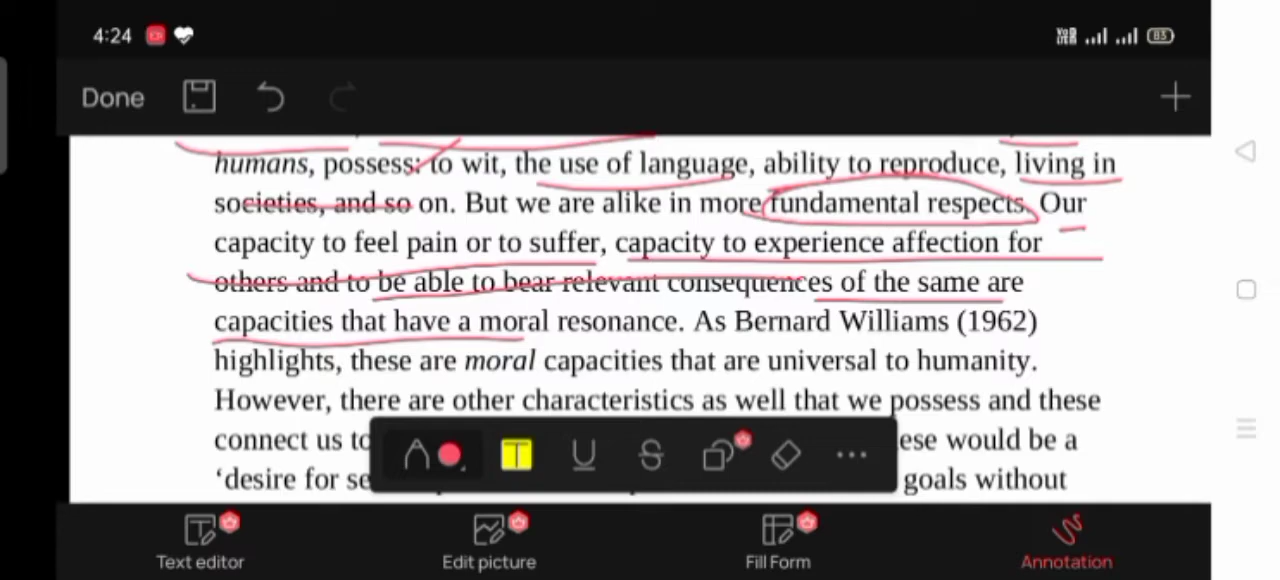 4:24
83
Done
humans, possess: to wit, the use of language, ability to reproduce, living in
societies, and so on. But we are alike in more fundamental respects. Our
capacity to feel pain or to suffer, capacity to experience affection for
others and to be able to bear relevant consequences of the same are
capacities that have a moral resonance. As Bernard Williams (1962)
highlights, these are moral capacities that are universal to humanity.
However, there are other characteristics as well that we possess and these
connect us to ese would be a
‘desire for se goals without
T U S
Text editor
Edit picture
Fill Form
Annotation